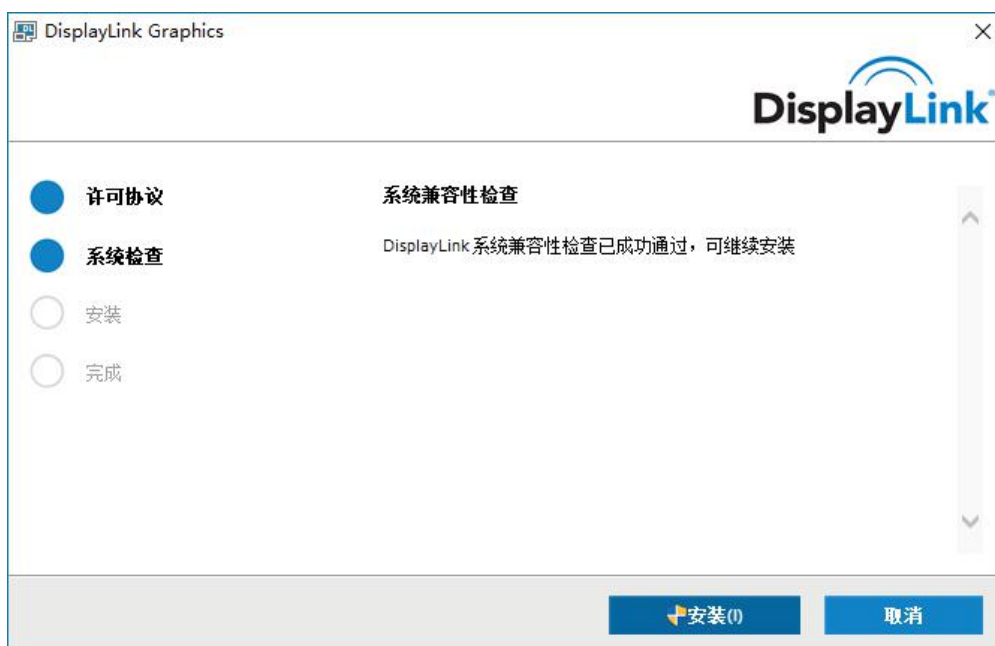 DisplayLink Graphics
DisplayLink
许可协议
系统检查
安装
完成
系统兼容性检查
DisplayLink 系统兼容性检查已成功通过，可继续安装
安装(I)
取消